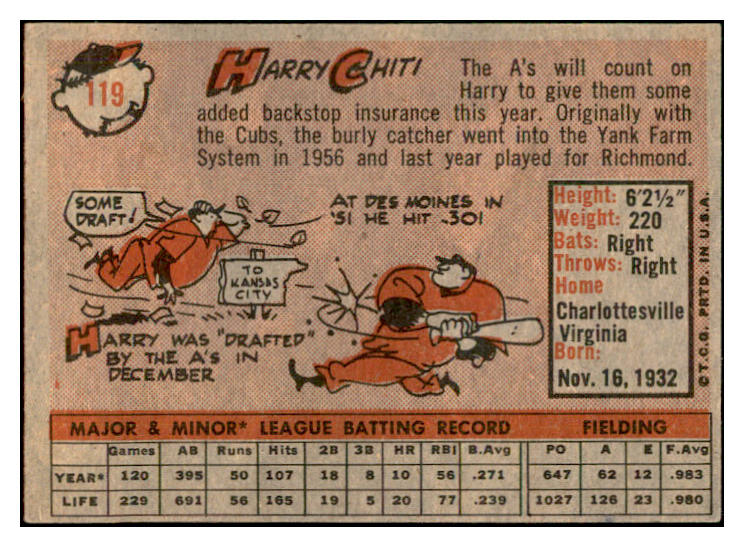 119
HARRY CHITI
The A's will count on
Harry to give them some
added backstop insurance this year. Originally with
the Cubs, the burly catcher went into the Yank Farm
System in 1956 and last year played for Richmond.
SOME
DRAFT!
TO
KANSAS
CITY
HARRY WAS "DRAFTED"
BY THE A'S IN
DECEMBER
AT DES MOINES IN
'51 HE HIT .301
Height: 6'2½"
Weight: 220
Bats: Right
Throws: Right
Home
Charlottesville
Virginia
Born:
Nov. 16, 1932
© T.C.G. PRTD. IN U.S.A.
MAJOR & MINOR* LEAGUE BATTING RECORD FIELDING
Games AB Runs Hits 2B 3B HR RBI B.Avg PO A E F.Avg
YEAR* 120 395 50 107 18 8 10 56 .271 647 62 12 .983
LIFE 229 691 56 165 19 5 20 77 .239 1027 126 23 .980